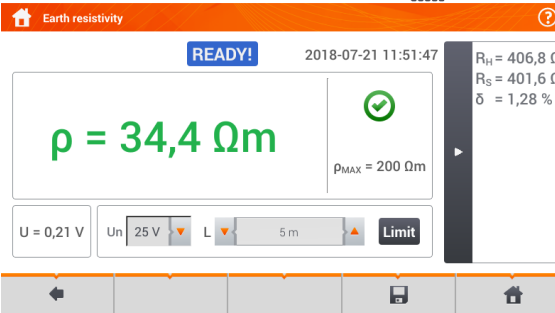 Earth resistivity
READY! 2018-07-21 11:51:47
ρ = 34,4 Ωm
ρMAX = 200 Ωm
RH = 406,8 Ω
RS = 401,6 Ω
δ = 1,28 %
U = 0,21 V
Un 25 V L 5 m Limit